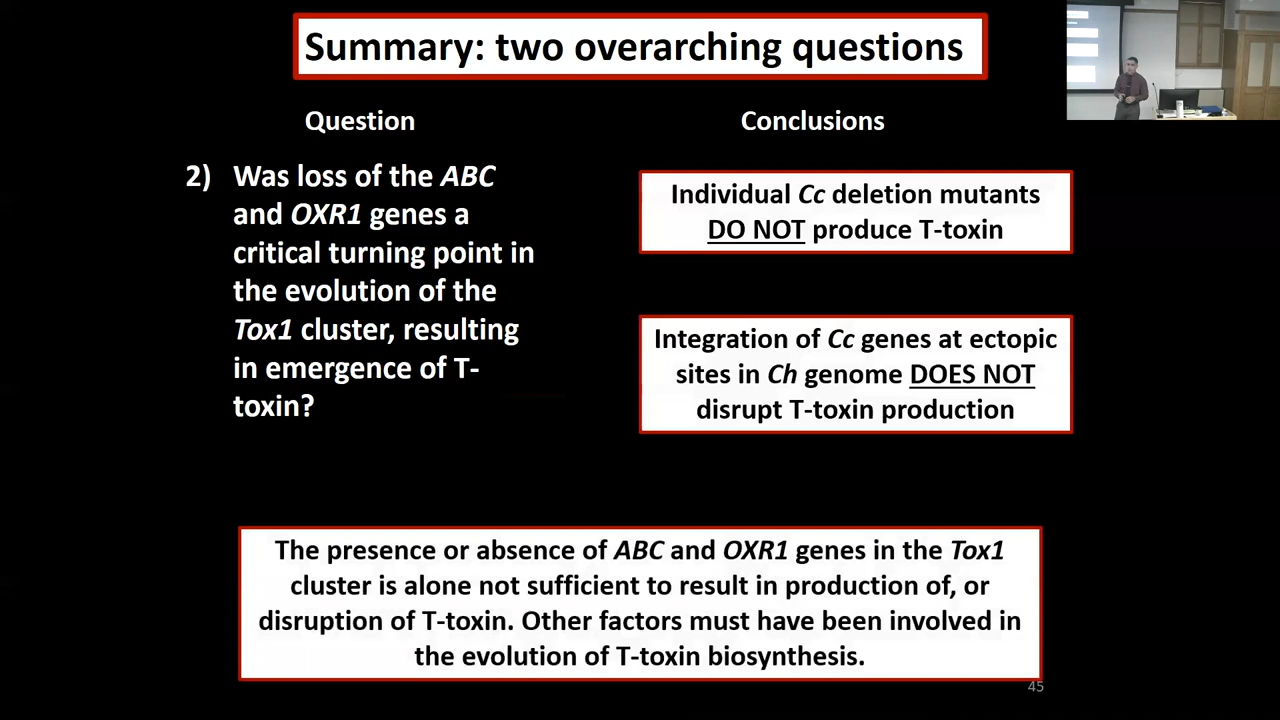 Summary: two overarching questions
Question
Conclusions
2) Was loss of the ABC
and OXR1 genes a
critical turning point in
the evolution of the
Tox1 cluster, resulting
in emergence of T-
toxin?
Individual Cc deletion mutants
DO NOT produce T-toxin
Integration of Cc genes at ectopic
sites in Ch genome DOES NOT
disrupt T-toxin production
The presence or absence of ABC and OXR1 genes in the Tox1
cluster is alone not sufficient to result in production of, or
disruption of T-toxin. Other factors must have been involved in
the evolution of T-toxin biosynthesis.
45